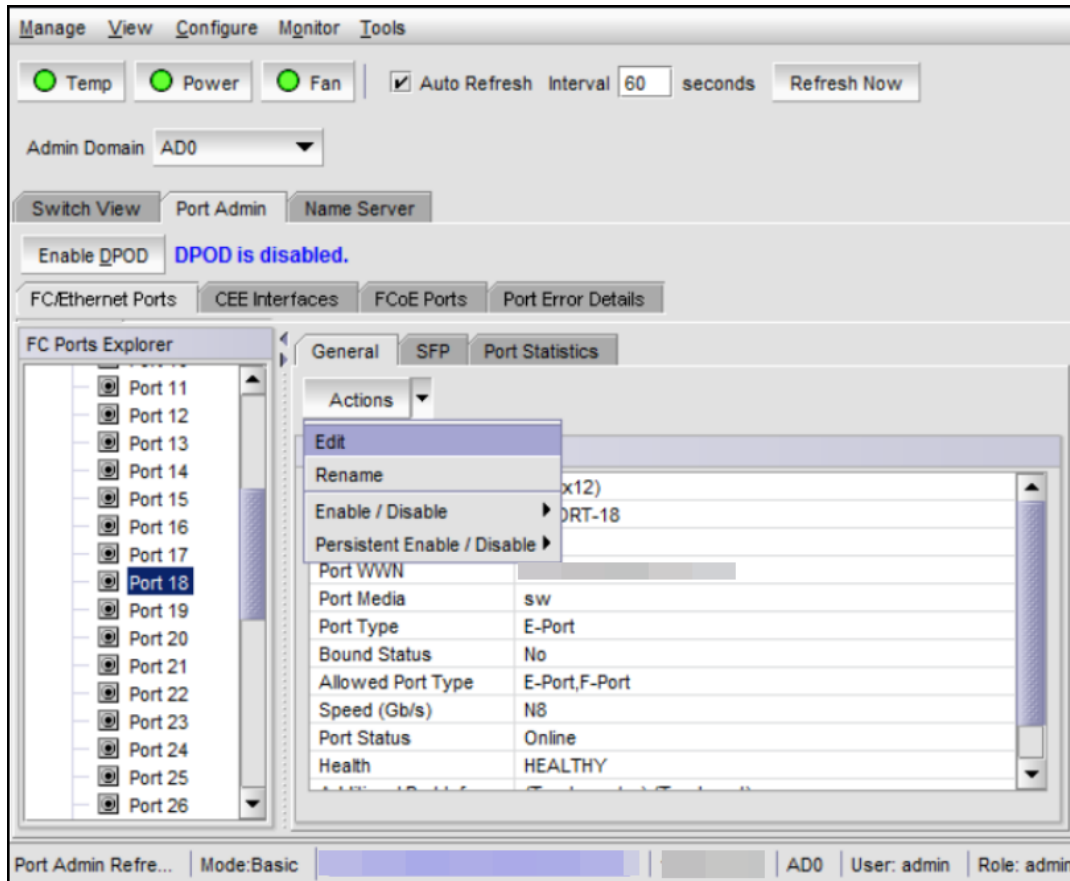 Manage View Configure Monitor Tools
Temp Power Fan Auto Refresh Interval 60 seconds Refresh Now
Admin Domain AD0
Switch View Port Admin Name Server
Enable DPOD DPOD is disabled.
FC/Ethernet Ports CEE Interfaces FCoE Ports Port Error Details
FC Ports Explorer
Port 11
Port 12
Port 13
Port 14
Port 15
Port 16
Port 17
Port 18
Port 19
Port 20
Port 21
Port 22
Port 23
Port 24
Port 25
Port 26
General SFP Port Statistics
Actions
Edit
Rename
Enable / Disable
Persistent Enable / Disable
x12)
ORT-18
Port WWN
Port Media sw
Port Type E-Port
Bound Status No
Allowed Port Type E-Port,F-Port
Speed (Gb/s) N8
Port Status Online
Health HEALTHY
Port Admin Refre... Mode:Basic AD0 User: admin Role: admin